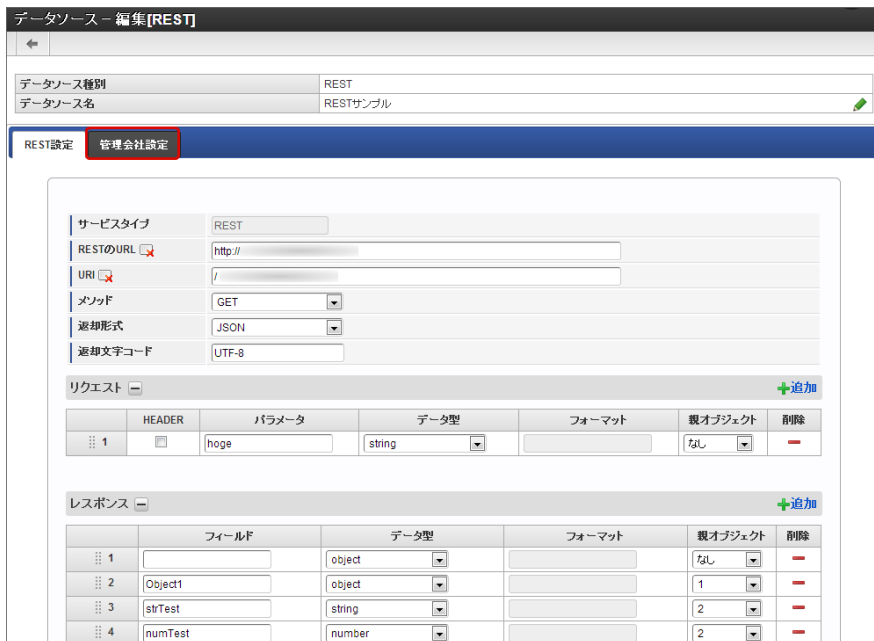 データソース – 編集[REST]
データソース種別 REST
データソース名 RESTサンプル
REST設定 管理会社設定
サービスタイプ REST
RESTのURL http://
URI /
メソッド GET
返却形式 JSON
返却文字コード UTF-8
リクエスト 追加
HEADER パラメータ データ型 フォーマット 親オブジェクト 削除
1 hoge string なし
レスポンス 追加
フィールド データ型 フォーマット 親オブジェクト 削除
1 object なし
2 Object1 object 1
3 strTest string 2
4 numTest number 2